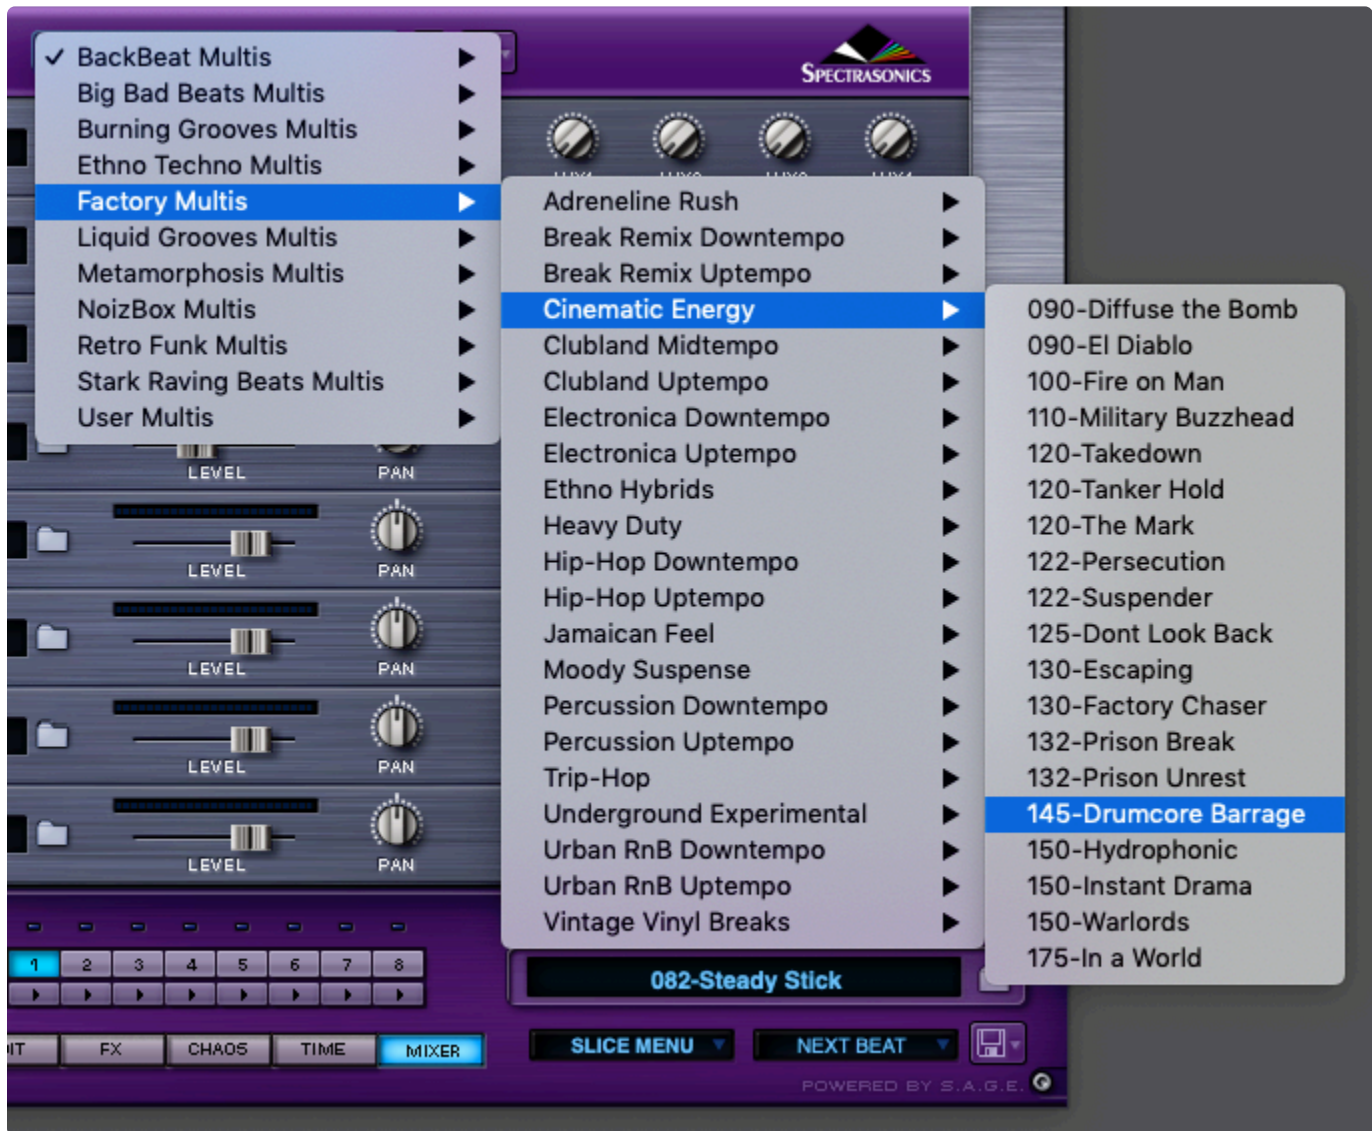 BackBeat Multis
Big Bad Beats Multis
Burning Grooves Multis
Ethno Techno Multis
Factory Multis
Liquid Grooves Multis
Metamorphosis Multis
NoizBox Multis
Retro Funk Multis
Stark Raving Beats Multis
User Multis
SPECTRASONICS
Adreneline Rush
Break Remix Downtempo
Break Remix Uptempo
Cinematic Energy
Clubland Midtempo
Clubland Uptempo
Electronica Downtempo
Electronica Uptempo
Ethno Hybrids
Heavy Duty
Hip-Hop Downtempo
Hip-Hop Uptempo
Jamaican Feel
Moody Suspense
Percussion Downtempo
Percussion Uptempo
Trip-Hop
Underground Experimental
Urban RnB Downtempo
Urban RnB Uptempo
Vintage Vinyl Breaks
090-Diffuse the Bomb
090-El Diablo
100-Fire on Man
110-Military Buzzhead
120-Takedown
120-Tanker Hold
120-The Mark
122-Persecution
122-Suspender
125-Dont Look Back
130-Escaping
130-Factory Chaser
132-Prison Break
132-Prison Unrest
145-Drumcore Barrage
150-Hydrophonic
150-Instant Drama
150-Warlords
175-In a World
LEVEL PAN
LEVEL PAN
LEVEL PAN
LEVEL PAN
LEVEL PAN
1 2 3 4 5 6 7 8
082-Steady Stick
FX CHAOS TIME MIXER
SLICE MENU NEXT BEAT
POWERED BY S.A.G.E.